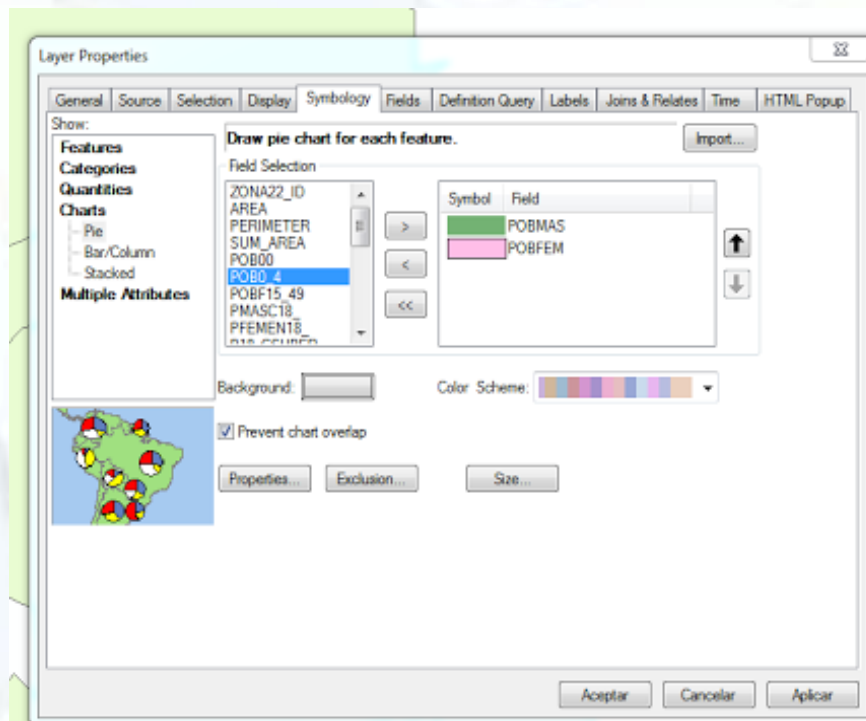 Layer Properties
General Source Selection Display Symbology Fields Definition Query Labels Joins & Relates Time HTML Popup
Show:
Features
Categories
Quantities
Charts
Pie
Bar/Column
Stacked
Multiple Attributes
Draw pie chart for each feature.
Import...
Field Selection
ZONA22_ID
AREA
PERIMETER
SUM_AREA
POB00
POB0_4
POBF15_49
PMASC18_
PFEMEN18_
>
<
<<
Symbol Field
POBMAS
POBFEM
Background:
Color Scheme:
Prevent chart overlap
Properties... Exclusion... Size...
Aceptar Cancelar Aplicar